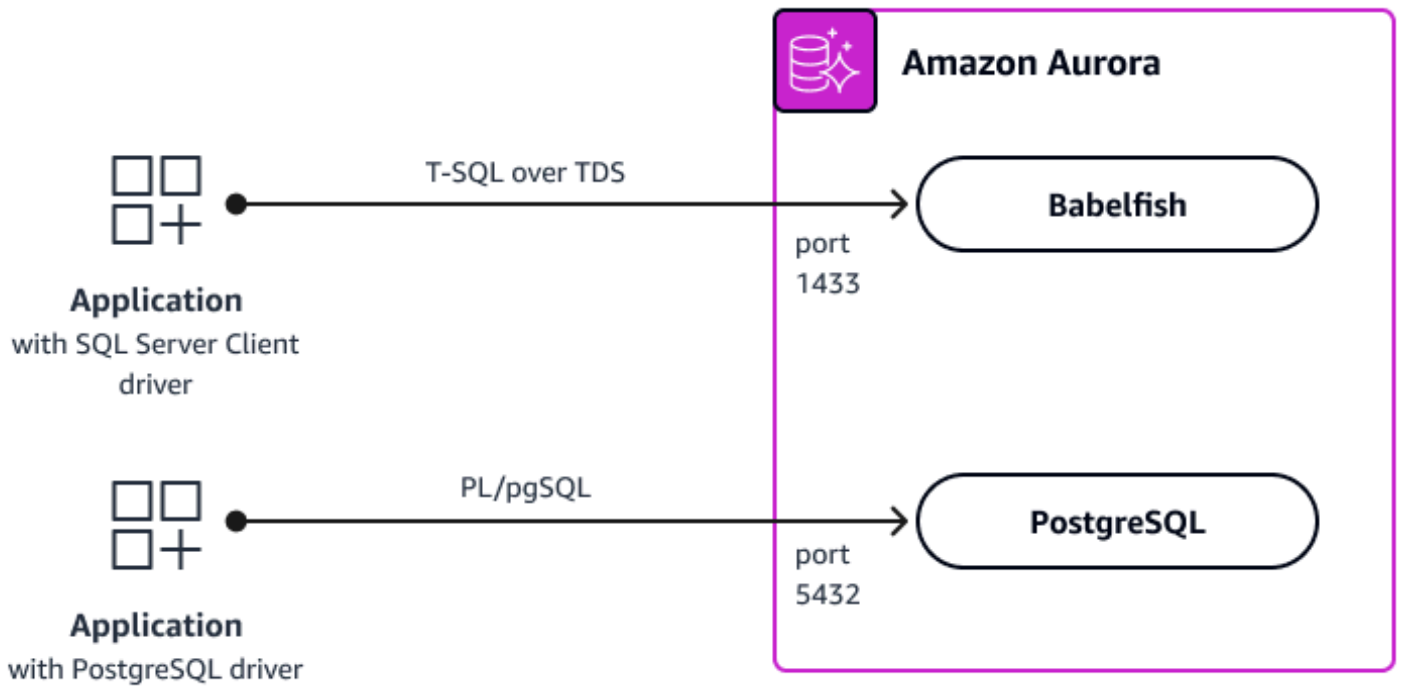 Amazon Aurora
T-SQL over TDS
Babelfish
port
1433
Application
with SQL Server Client
driver
PL/pgSQL
PostgreSQL
port
5432
Application
with PostgreSQL driver